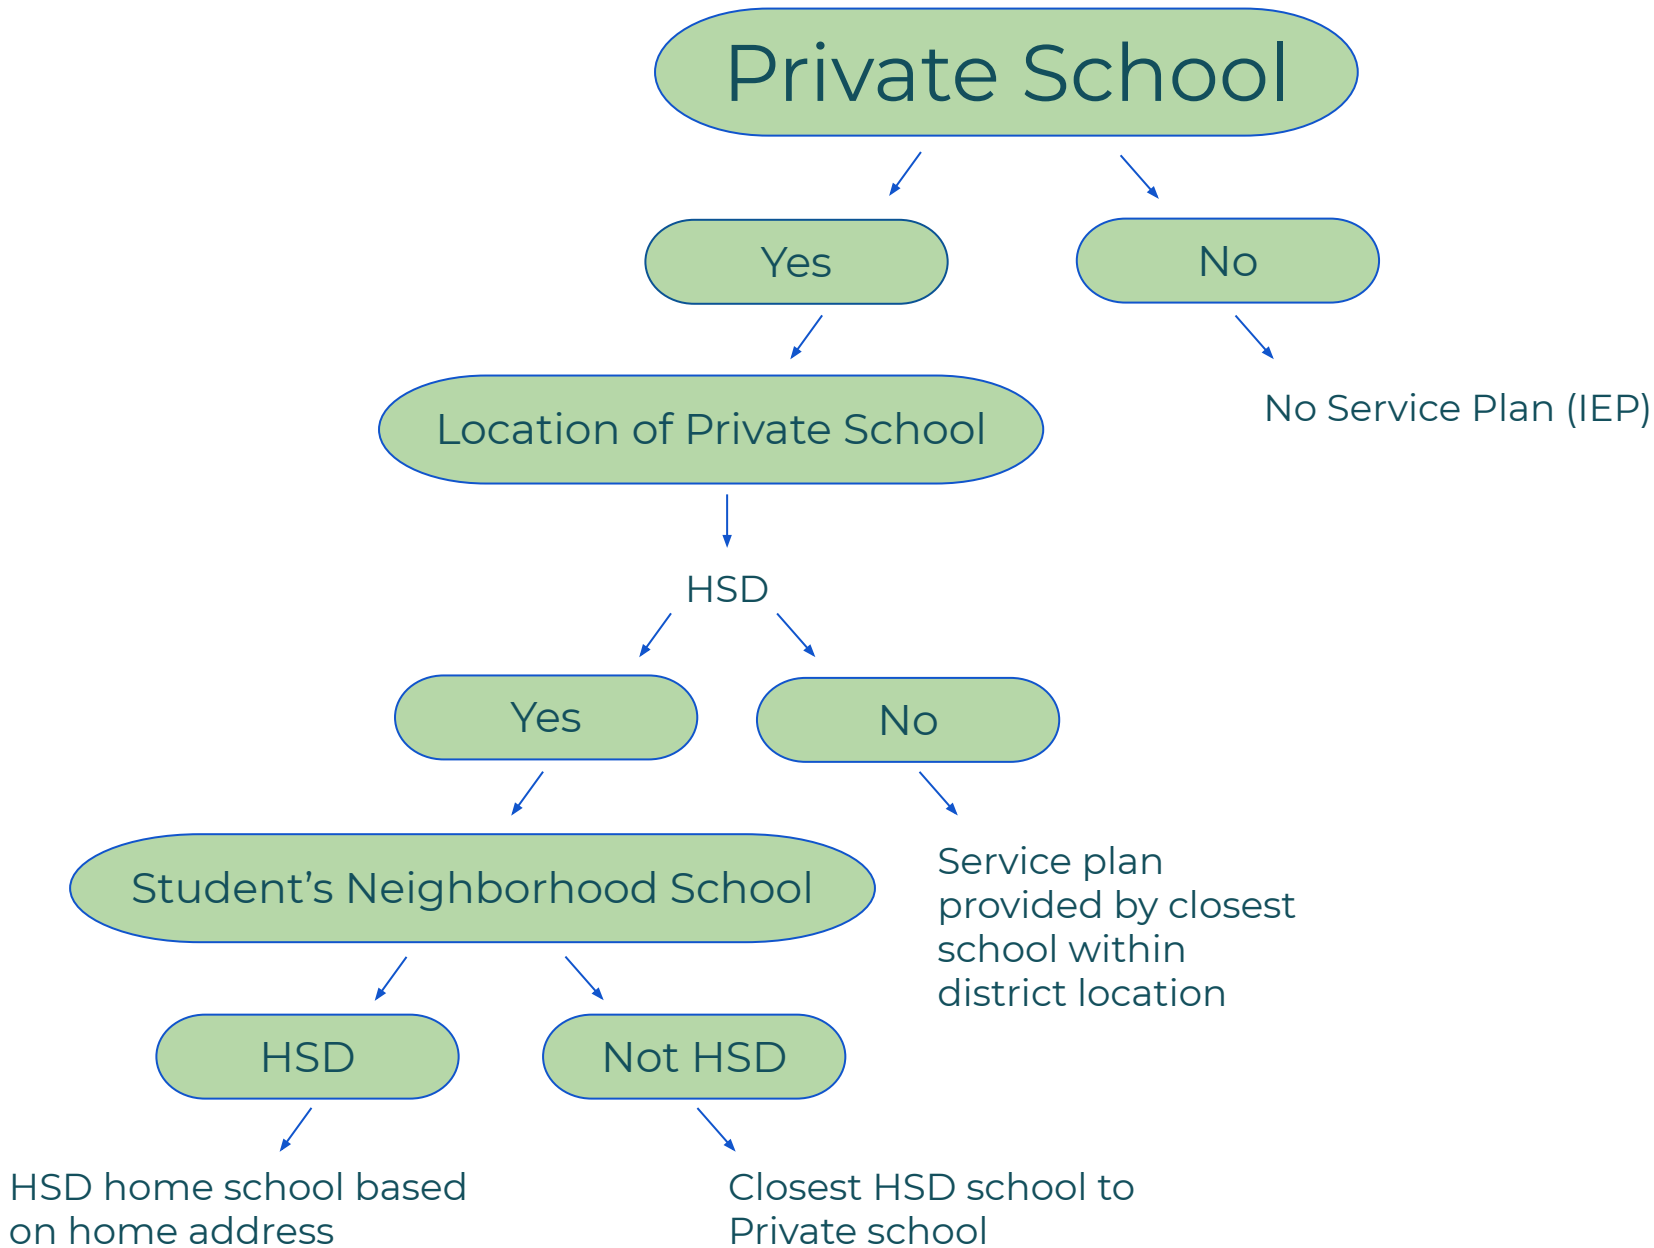 Private School
Yes
No
Location of Private School
No Service Plan (IEP)
HSD
Yes
No
Student’s Neighborhood School
Service plan
provided by closest
school within
district location
HSD
Not HSD
HSD home school based
on home address
Closest HSD school to
Private school